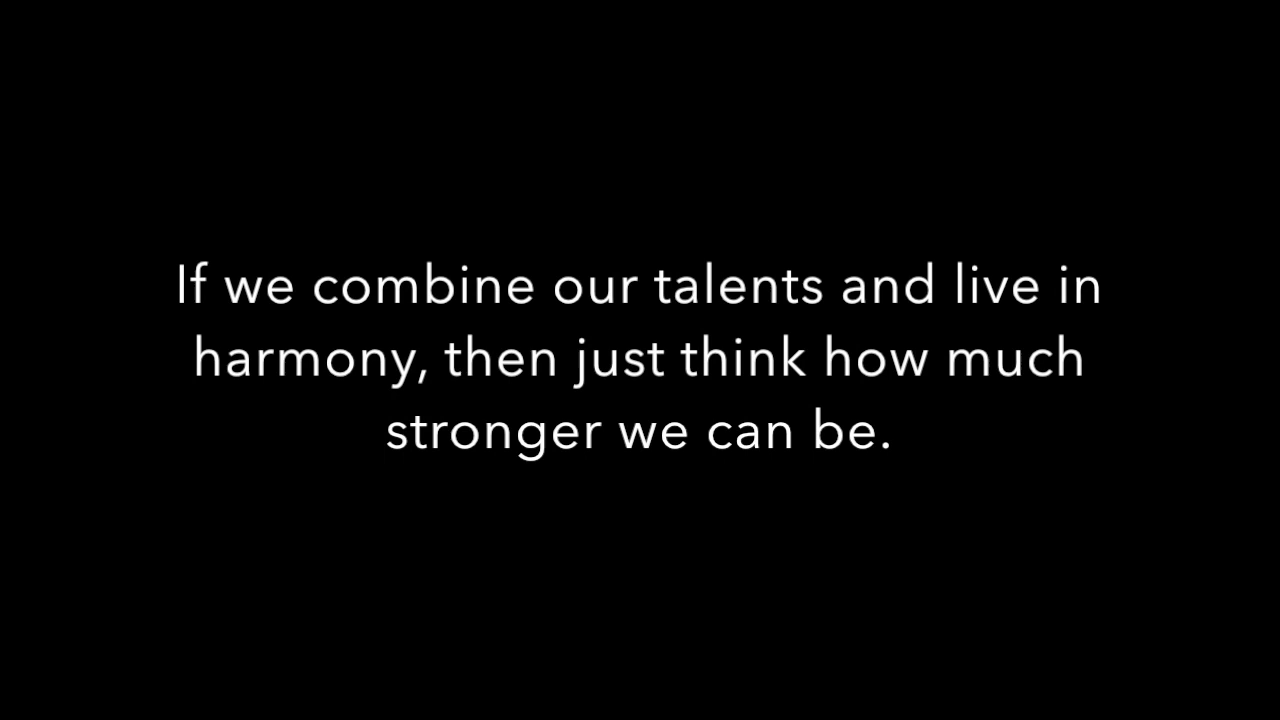 If we combine our talents and live in
harmony, then just think how much
stronger we can be.